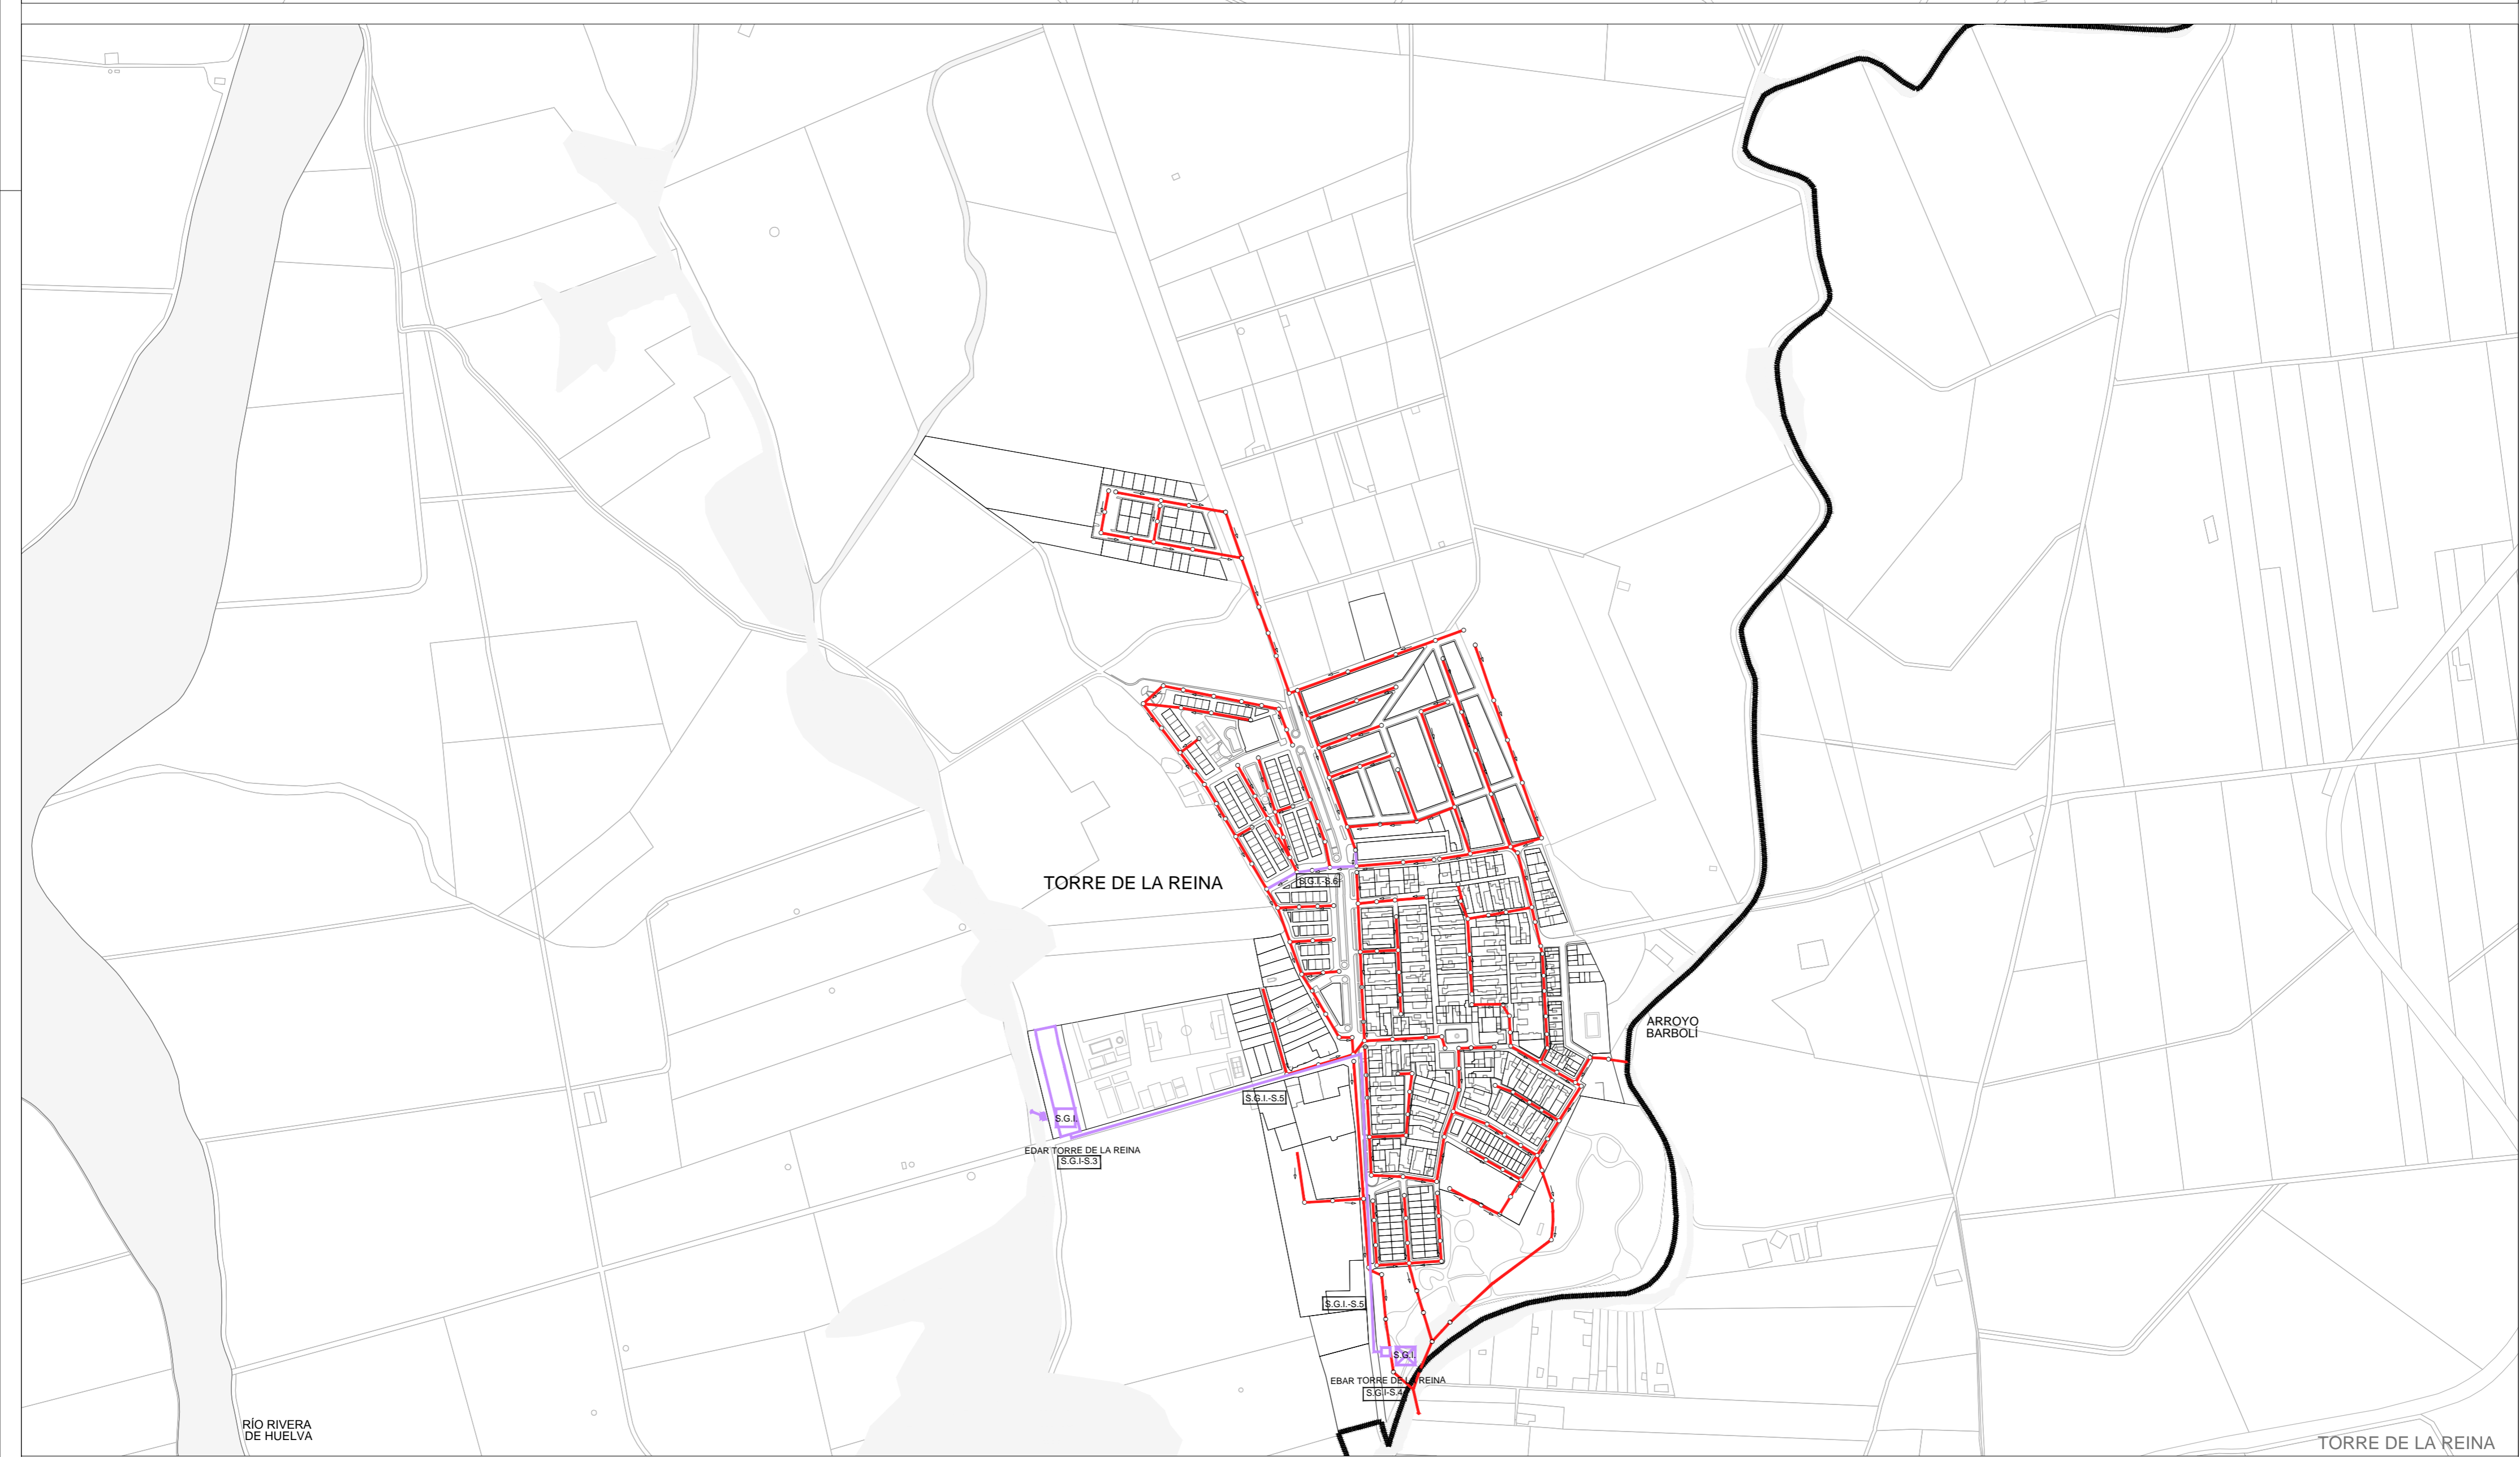 TORRE DE LA REINA
S.G.I.-S.6
ARROYO
BARBOLÍ
S.G.I.-S.5
S.G.I.
EDAR TORRE DE LA REINA
S.G.I-S.3
S.G.I.-S.5
S.G.I.
EBAR TORRE DE LA REINA
S.G.I-S.4
RÍO RIVERA
DE HUELVA
TORRE DE LA REINA